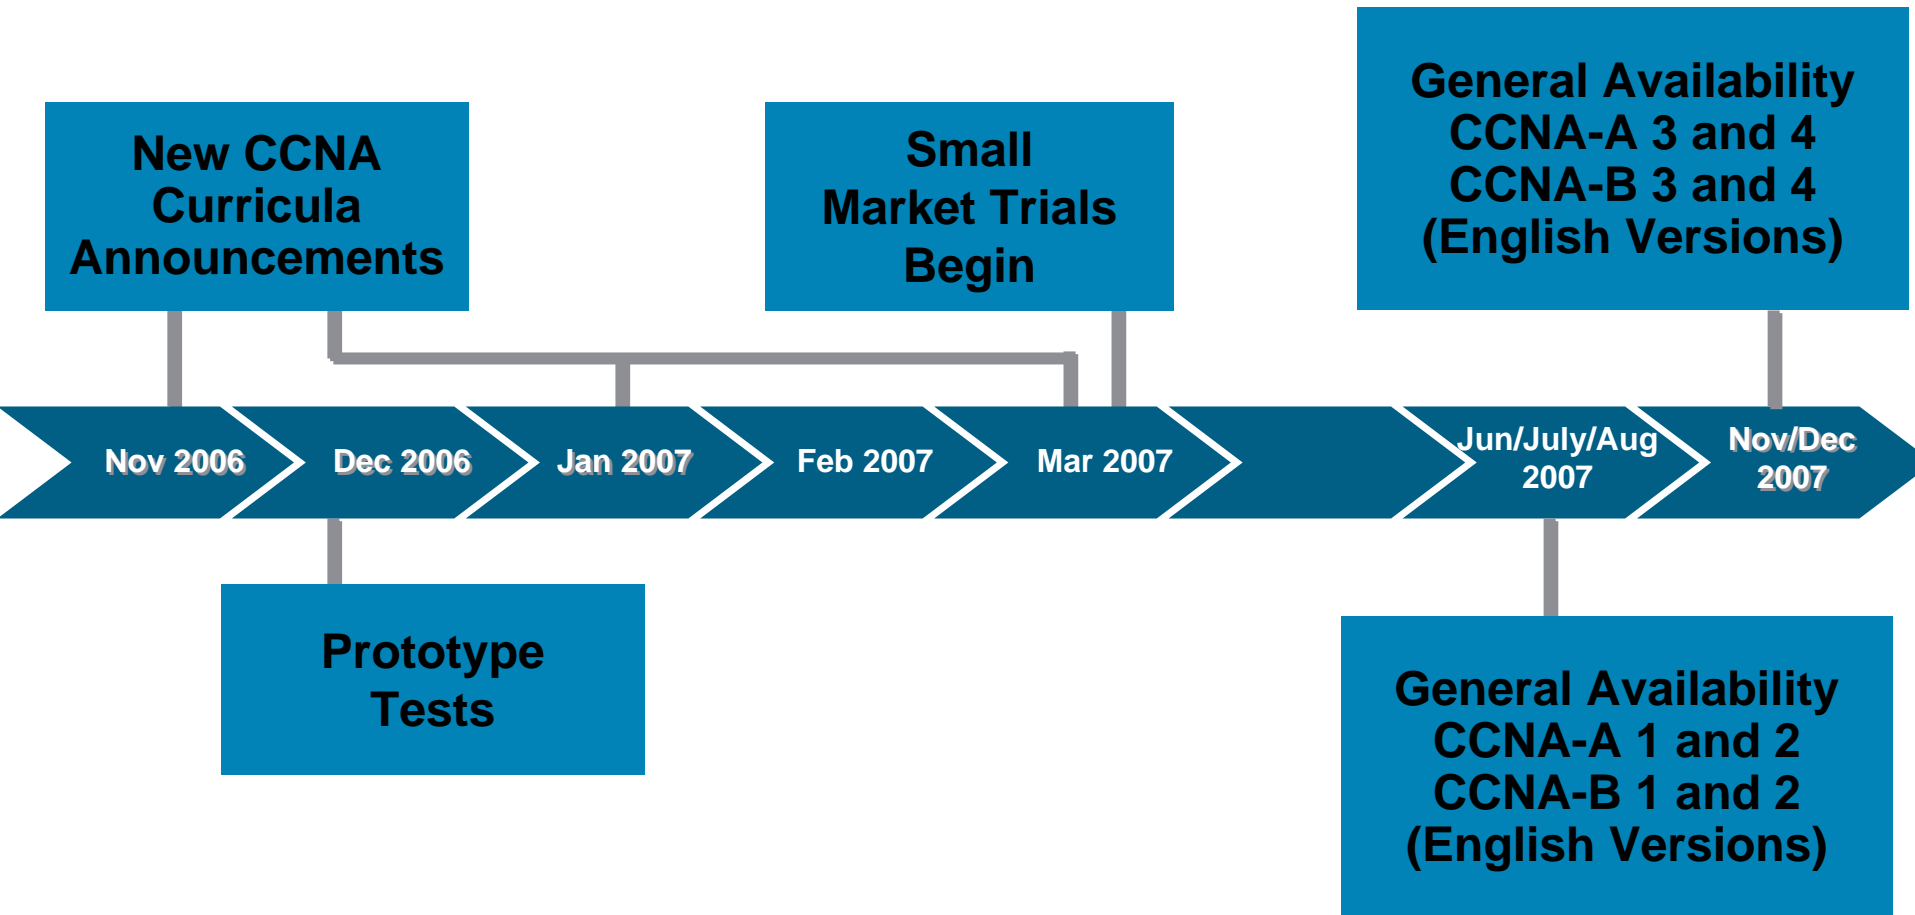 New CCNA
Curricula
Announcements
Small
Market Trials
Begin
General Availability
CCNA-A 3 and 4
CCNA-B 3 and 4
(English Versions)
Nov 2006
Dec 2006
Jan 2007
Feb 2007
Mar 2007
Jun/July/Aug
2007
Nov/Dec
2007
Prototype
Tests
General Availability
CCNA-A 1 and 2
CCNA-B 1 and 2
(English Versions)